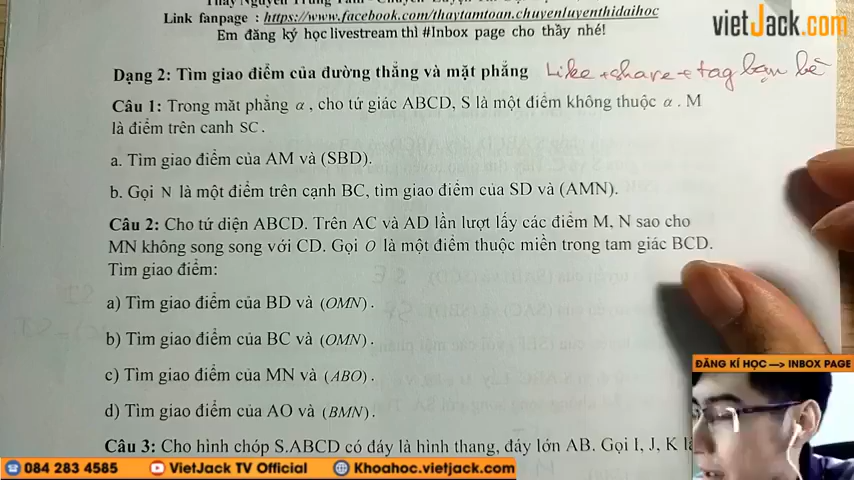 Link fanpage : https://www.facebook.com/thaytamtoan.chuyenluyenthidaihoc
Em đăng ký học livestream thì #Inbox page cho thầy nhé!
vietJack.com
Dạng 2: Tìm giao điểm của đường thẳng và mặt phẳng Like + share + tag bạn bè
Câu 1: Trong mặt phẳng α , cho tứ giác ABCD, S là một điểm không thuộc α . M
là điểm trên cạnh SC .
a. Tìm giao điểm của AM và (SBD).
b. Gọi N là một điểm trên cạnh BC, tìm giao điểm của SD và (AMN).
Câu 2: Cho tứ diện ABCD. Trên AC và AD lần lượt lấy các điểm M, N sao cho
MN không song song với CD. Gọi O là một điểm thuộc miền trong tam giác BCD.
Tìm giao điểm:
a) Tìm giao điểm của BD và (OMN) .
b) Tìm giao điểm của BC và (OMN) .
c) Tìm giao điểm của MN và (ABO) .
d) Tìm giao điểm của AO và (BMN) .
Câu 3: Cho hình chóp S.ABCD có đáy là hình thang, đáy lớn AB. Gọi I, J, K
ĐĂNG KÍ HỌC —> INBOX PAGE
084 283 4585 VietJack TV Official Khoahoc.vietjack.com